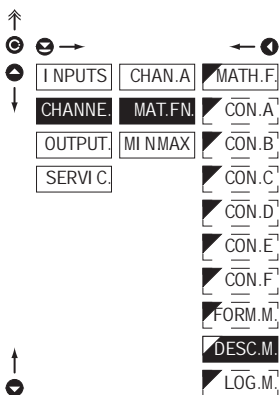 INPUTS CHAN.A MATH.F.
CHANNE. MAT.FN. CON.A
OUTPUT. MINMAX CON.B
SERVIC. CON.C
CON.D
CON.E
CON.F
FORM.M.
DESC.M.
LOG.M.